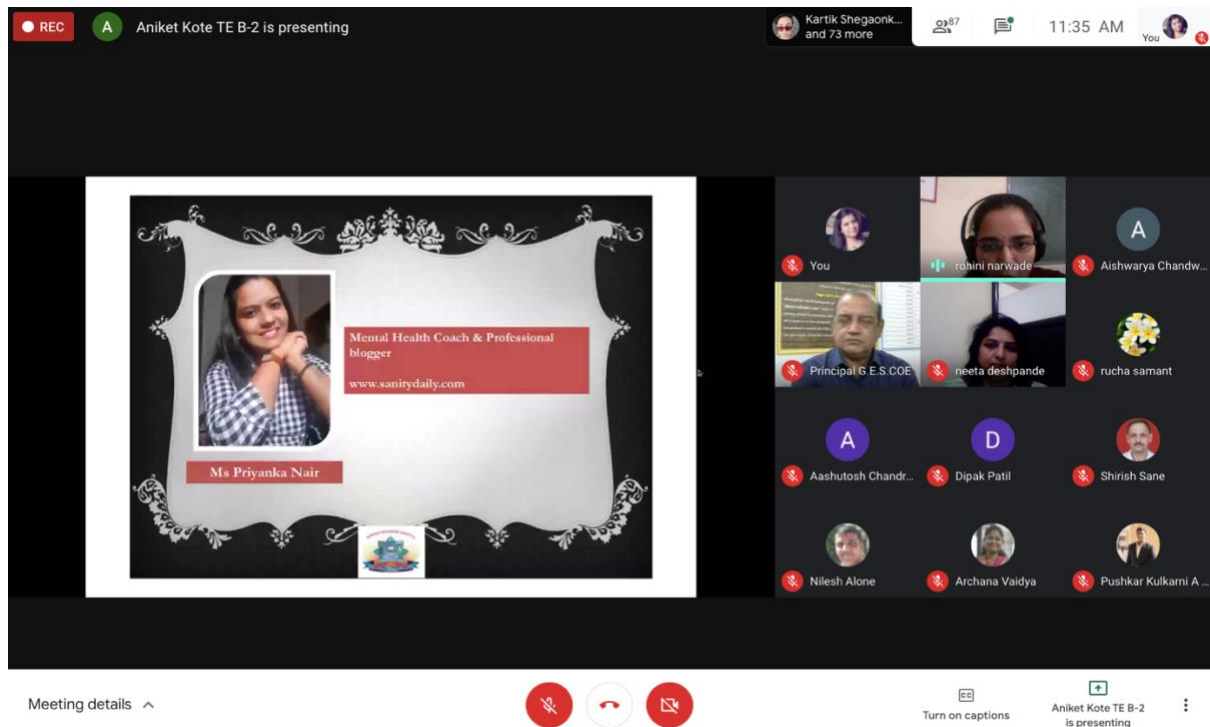 REC
A
Aniket Kote TE B-2 is presenting
Kartik Shegaonk...
and 73 more
87
11:35 AM
You
Mental Health Coach & Professional
blogger
www.sanitydaily.com
Ms Priyanka Nair
You
rohini narwade
A
Aishwarya Chandw...
Principal G.E.S.COE
neeta deshpande
rucha samant
A
Aashutosh Chandr...
D
Dipak Patil
Shirish Sane
Nilesh Alone
Archana Vaidya
Pushkar Kulkarni A ...
Meeting details
CC
Turn on captions
Aniket Kote TE B-2
is presenting